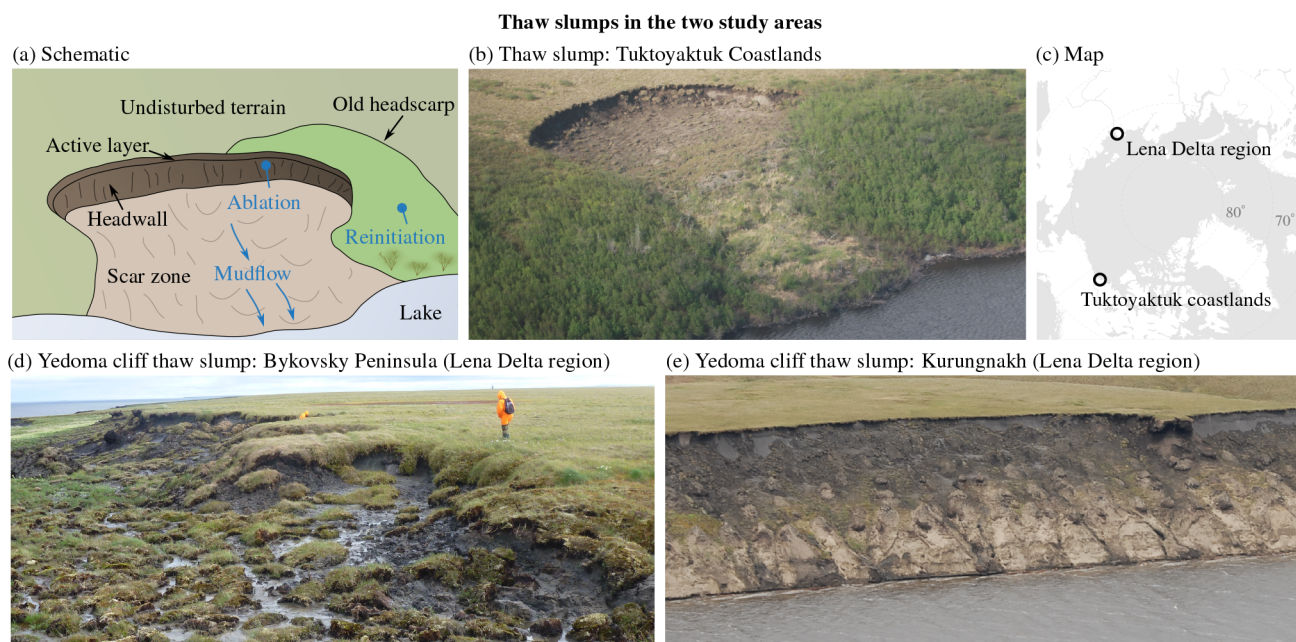 Thaw slumps in the two study areas
(a) Schematic
Undisturbed terrain
Old headscarp
Active layer
Ablation
Headwall
Reinitiation
Scar zone
Mudflow
Lake
(b) Thaw slump: Tuktoyaktuk Coastlands
(c) Map
Lena Delta region
80°
70°
Tuktoyaktuk coastlands
(d) Yedoma cliff thaw slump: Bykovsky Peninsula (Lena Delta region)
(e) Yedoma cliff thaw slump: Kurungnakh (Lena Delta region)